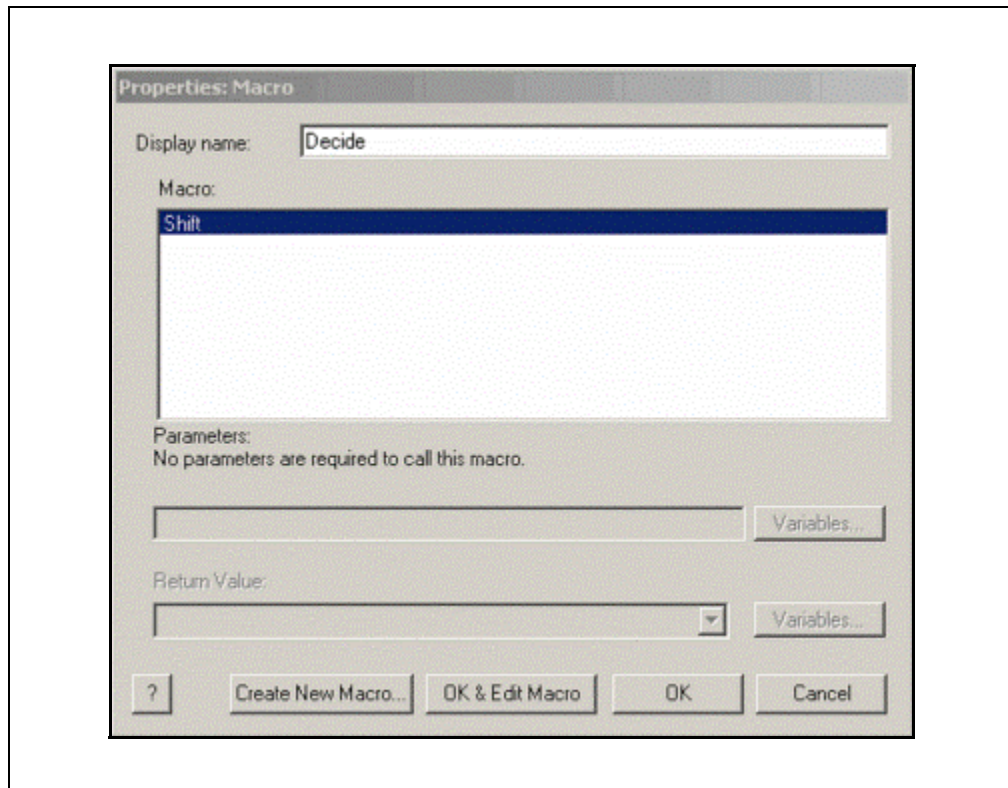 Properties: Macro
Display name: Decide
Macro:
Shift
Parameters:
No parameters are required to call this macro.
Variables...
Return Value:
Variables...
? Create New Macro... OK & Edit Macro OK Cancel